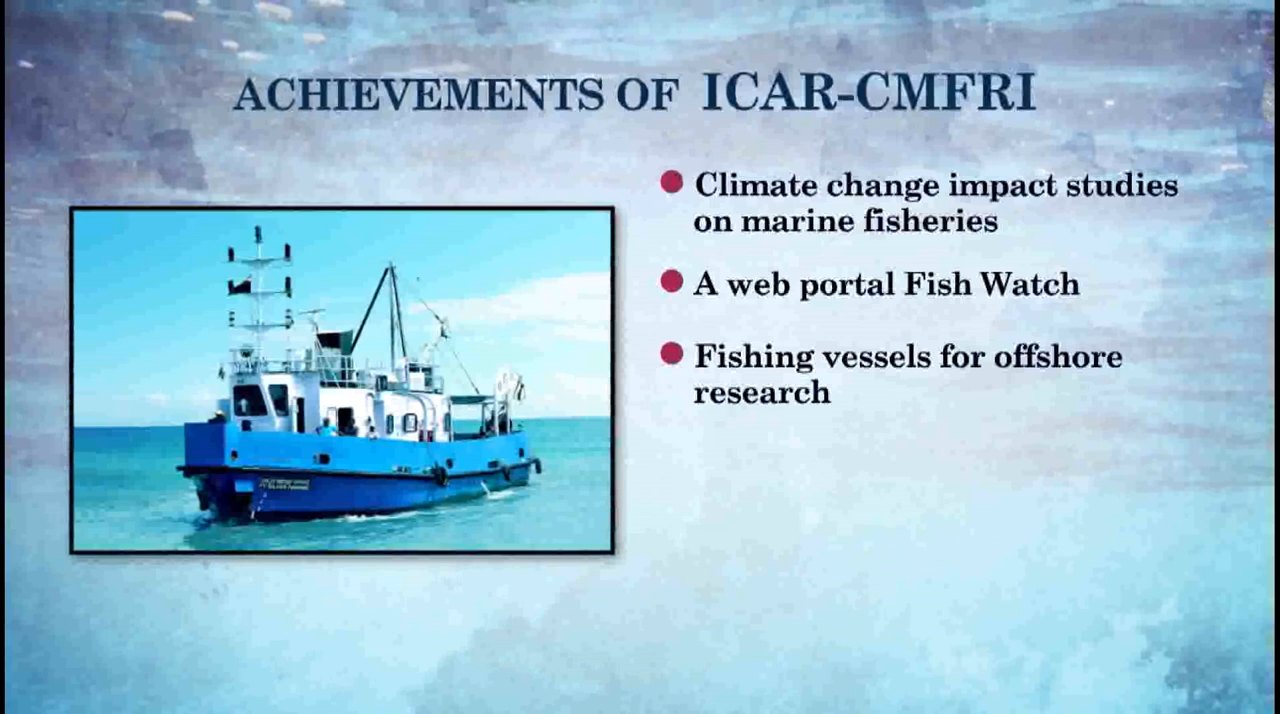 ACHIEVEMENTS OF ICAR-CMFRI
Climate change impact studies
on marine fisheries
A web portal Fish Watch
Fishing vessels for offshore
research